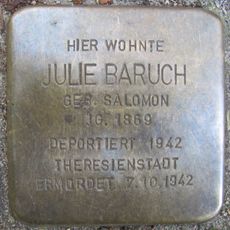 HIER WOHNTE
JULIE BARUCH
GEB. SALOMON
JG. 1869
DEPORTIERT 1942
THERESIENSTADT
ERMORDET 7.10.1942